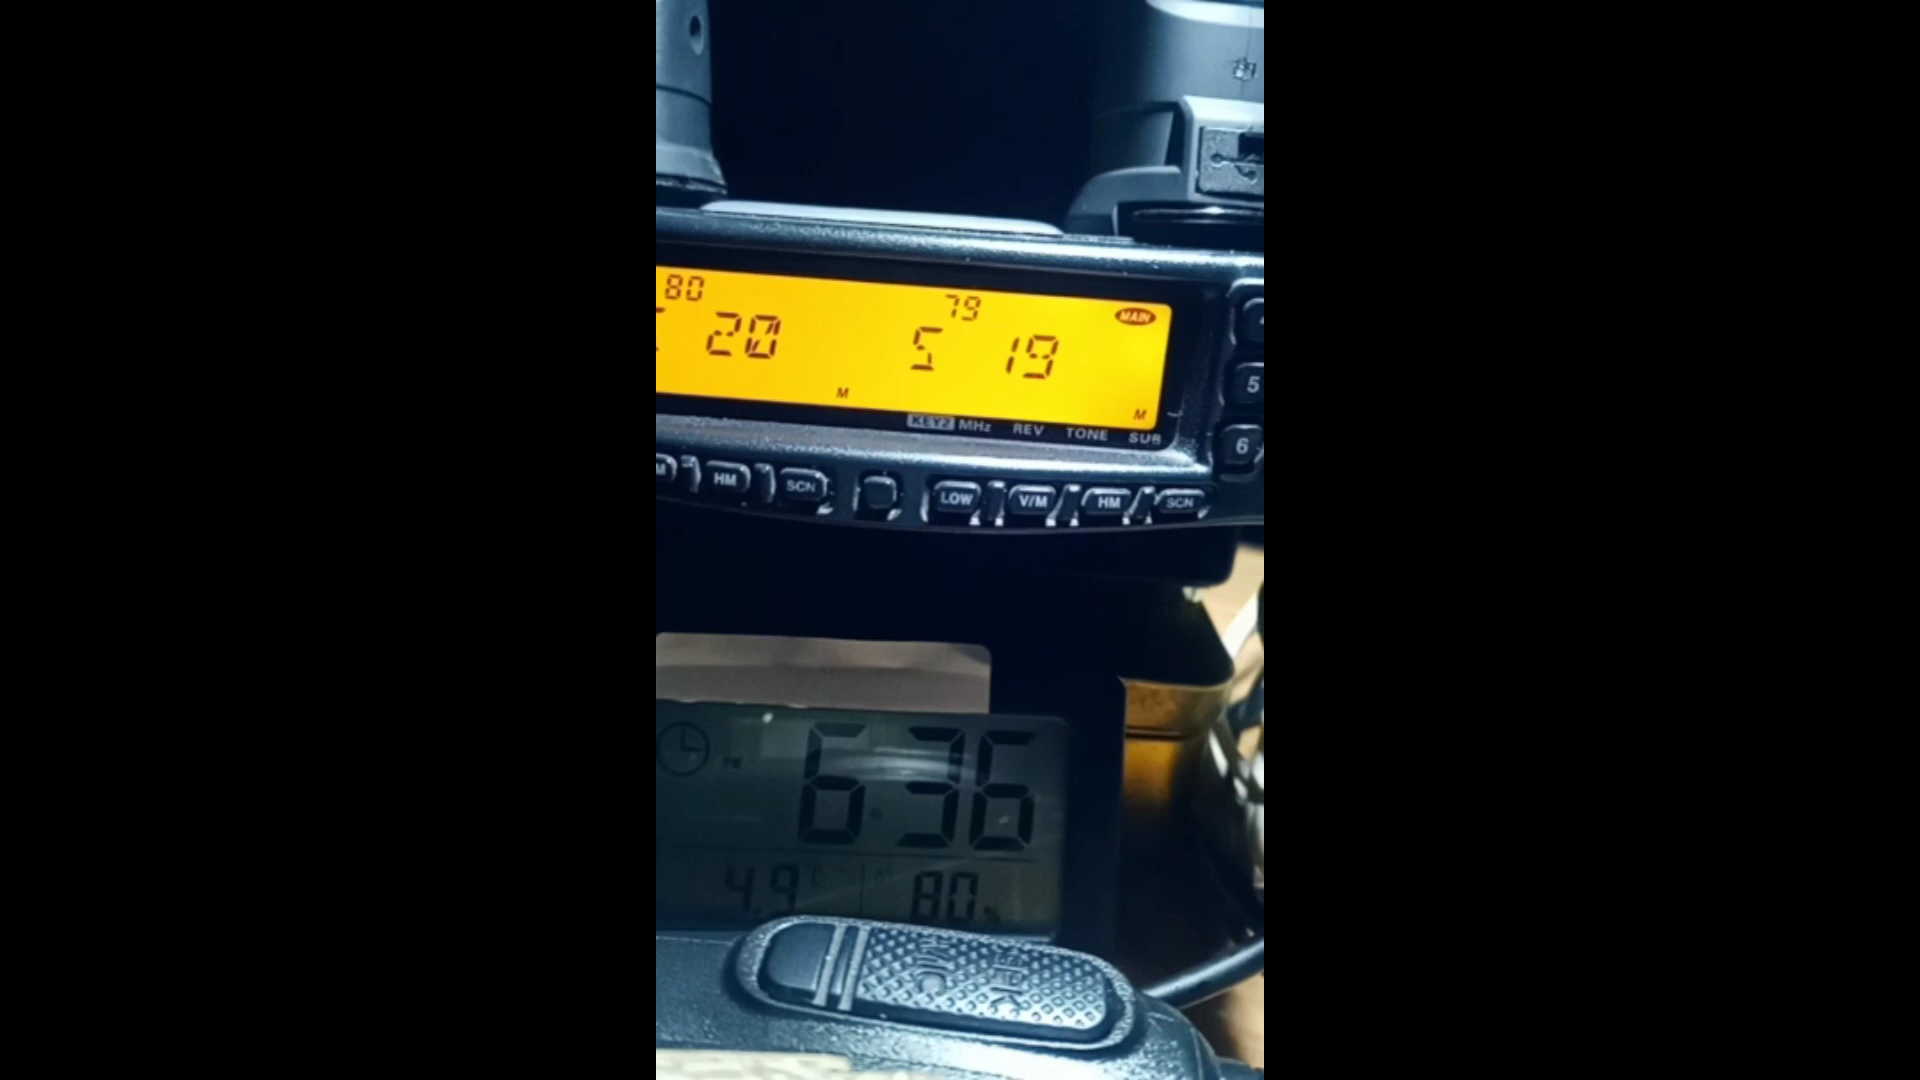 80
20
79
MAIN
S 19
M
M
KEY2 MHz REV TONE SUB
5
6
M HM SCN LOW V/M HM SCN
PM
6:36
4.9 °C
80 %